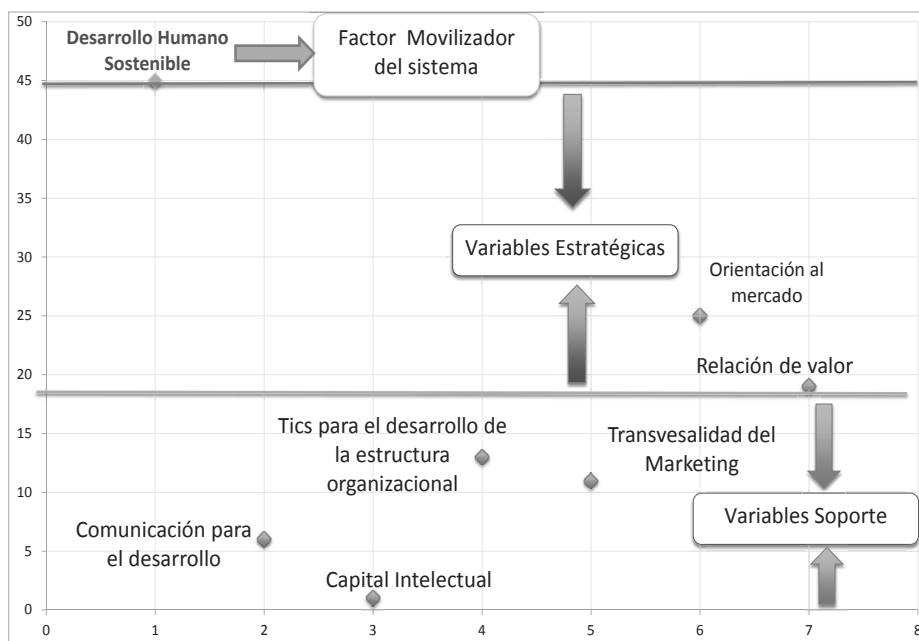 50
45
40
35
30
25
20
15
10
5
0
Desarrollo Humano
Sostenible
Factor Movilizador
del sistema
Variables Estratégicas
Orientación al
mercado
Relación de valor
Tics para el desarrollo de
la estructura
organizacional
Transvesalidad del
Marketing
Variables Soporte
Comunicación para
el desarrollo
Capital Intelectual
0 1 2 3 4 5 6 7 8